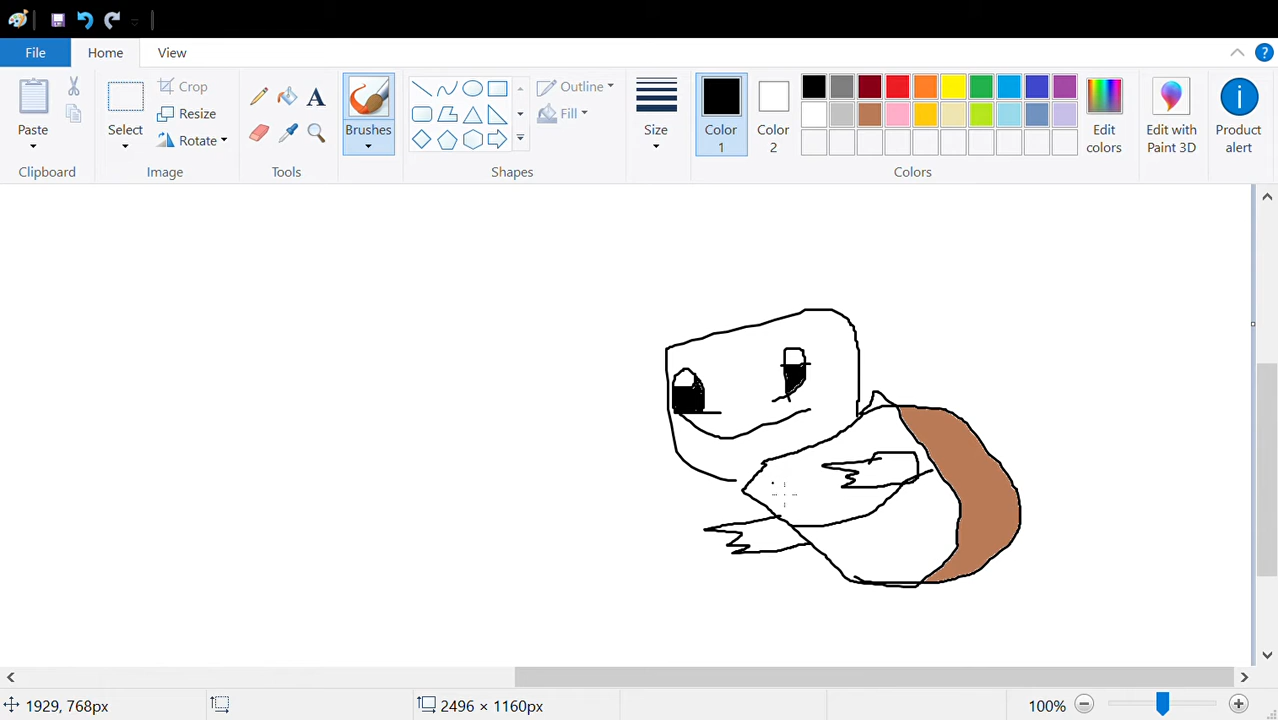 File
Home
View
Paste
Clipboard
Select
Crop
Resize
Rotate
Image
Tools
Brushes
Outline
Fill
Shapes
Size
Color 1
Color 2
Edit colors
Colors
Edit with Paint 3D
Product alert
1929, 768px
2496 × 1160px
100%